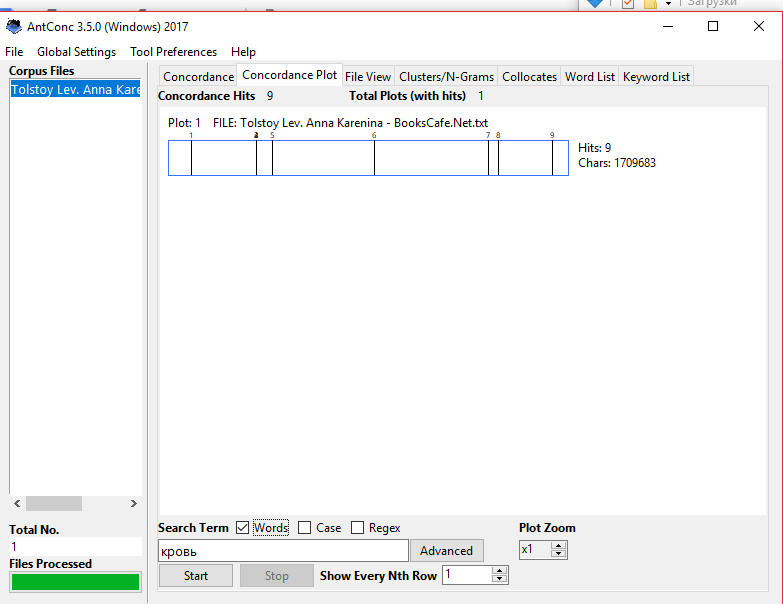 Загрузки
AntConc 3.5.0 (Windows) 2017
File Global Settings Tool Preferences Help
Corpus Files
Tolstoy Lev. Anna Kare
Concordance Concordance Plot File View Clusters/N-Grams Collocates Word List Keyword List
Concordance Hits 9 Total Plots (with hits) 1
Plot: 1 FILE: Tolstoy Lev. Anna Karenina - BooksCafe.Net.txt
1 5 6 7 8 9
Hits: 9
Chars: 1709683
Total No.
1
Files Processed
Search Term Words Case Regex Plot Zoom
кровь Advanced x1
Start Stop Show Every Nth Row 1